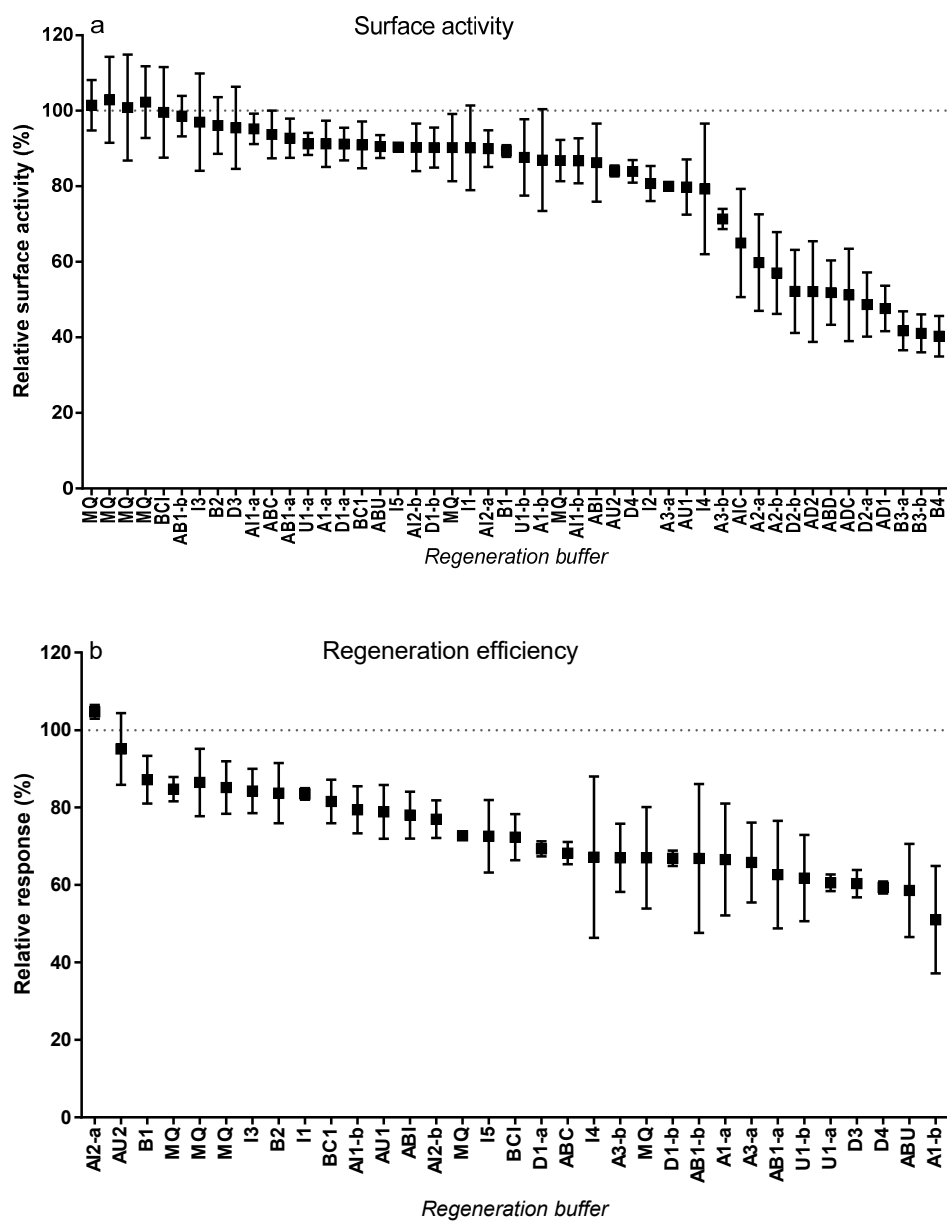 a
Surface activity
Relative surface activity (%)
120
100
80
60
40
20
0
MQ MQ MQ MQ BCI AB1-b I3 B2 D3 AI1-a ABC AB1-a U1-a A1-a D1-a BC1 ABU I5 AI2-b D1-b MQ I1 AI2-a B1 U1-b A1-b MQ AI1-b ABI AU2 D4 I2 A3-a AU1 I4 A3-b AIC A2-a A2-b D2-b AD2 ABD ADC D2-a AD1 B3-a B3-b B4
Regeneration buffer
b
Regeneration efficiency
Relative response (%)
120
100
80
60
40
20
0
AI2-a AU2 B1 MQ MQ MQ I3 B2 I1 BC1 AI1-b AU1 ABI AI2-b MQ I5 BCI D1-a ABC I4 A3-b MQ D1-b AB1-b A1-a A3-a AB1-a U1-b U1-a D3 D4 ABU A1-b
Regeneration buffer